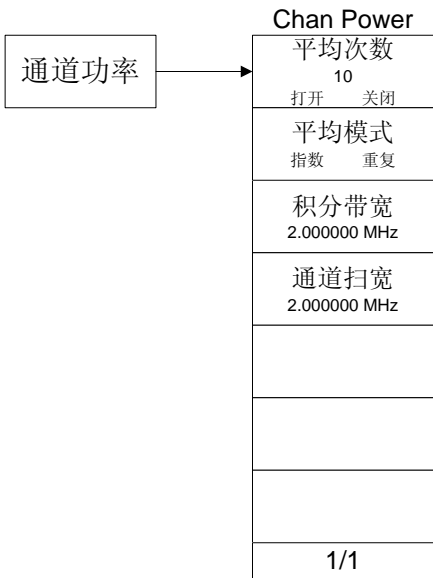 Chan Power
通道功率
平均次数
10
打开 关闭
平均模式
指数 重复
积分带宽
2.000000 MHz
通道扫宽
2.000000 MHz
1/1